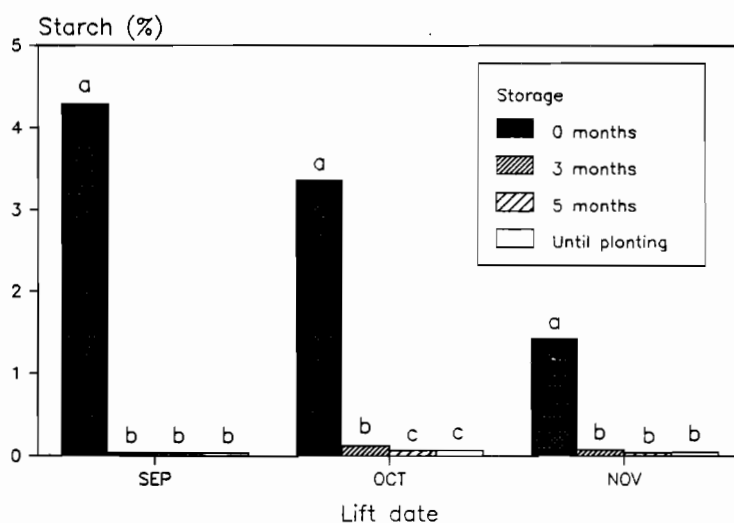 Starch (%)
5
4
3
2
1
0
a
b b b
a
b c c
a
b b b
SEP OCT NOV
Lift date
Storage
0 months
3 months
5 months
Until plonting